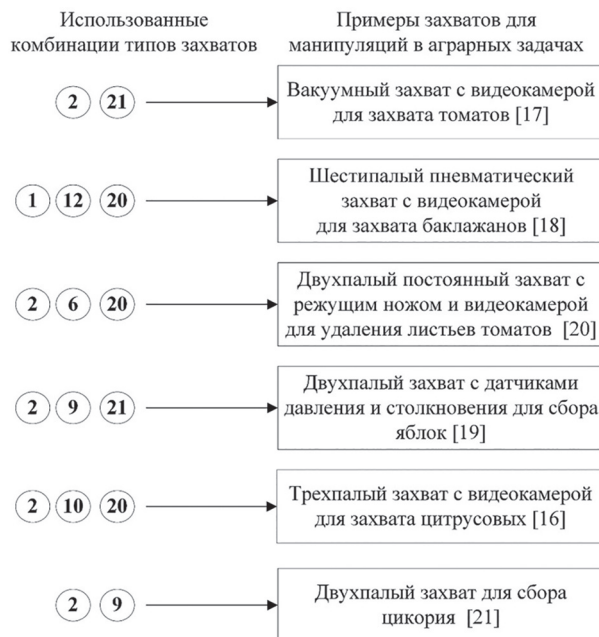 Использованные
комбинации типов захватов
Примеры захватов для
манипуляций в аграрных задачах
2 21
Вакуумный захват с видеокамерой
для захвата томатов [17]
1 12 20
Шестипалый пневматический
захват с видеокамерой
для захвата баклажанов [18]
2 6 20
Двухпалый постоянный захват с
режущим ножом и видеокамерой
для удаления листьев томатов [20]
2 9 21
Двухпалый захват с датчиками
давления и столкновения для сбора
яблок [19]
2 10 20
Трехпалый захват с видеокамерой
для захвата цитрусовых [16]
2 9
Двухпалый захват для сбора
цикория [21]